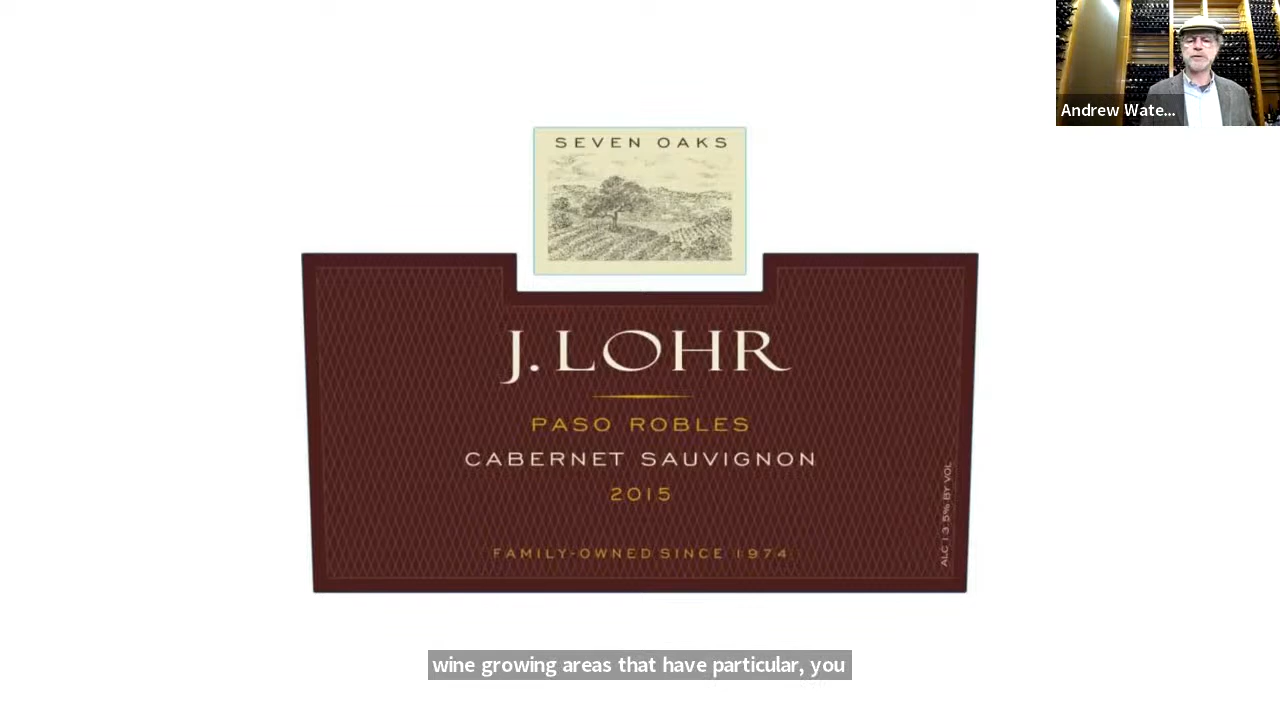 Andrew Wate...
SEVEN OAKS
J. LOHR
PASO ROBLES
CABERNET SAUVIGNON
2015
FAMILY-OWNED SINCE 1974
ALC 13.5% BY VOL
wine growing areas that have particular, you